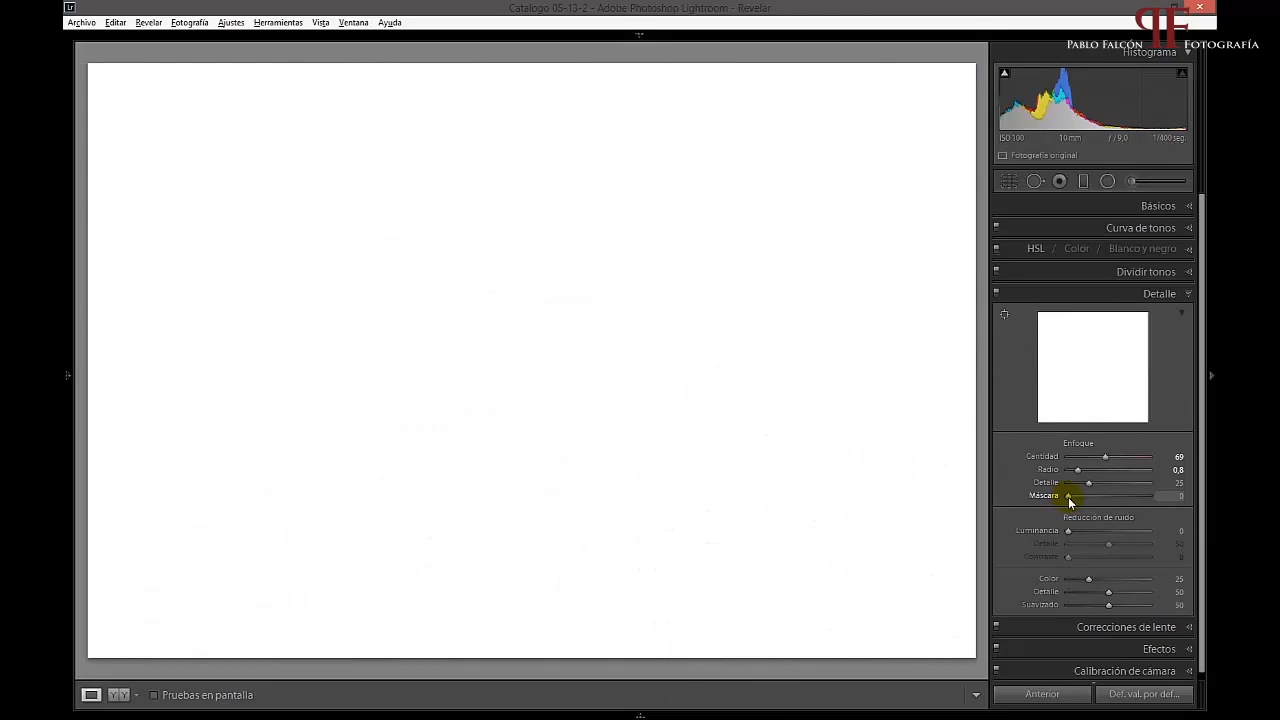 Lr
Catalogo 05-13-2 - Adobe Photoshop Lightroom - Revelar
Archivo Editar Revelar Fotografía Ajustes Herramientas Vista Ventana Ayuda
PF
PABLO FALCÓN FOTOGRAFÍA
Histograma
ISO 100 10 mm f / 9,0 1/400 seg.
Fotografía original
Básicos
Curva de tonos
HSL / Color / Blanco y negro
Dividir tonos
Detalle
Enfoque
Cantidad 69
Radio 0,8
Detalle 25
Máscara 0
Reducción de ruido
Luminancia 0
Detalle 50
Contraste 0
Color 25
Detalle 50
Suavizado 50
Correcciones de lente
Efectos
Calibración de cámara
YY Pruebas en pantalla
Anterior Def. val. por def...